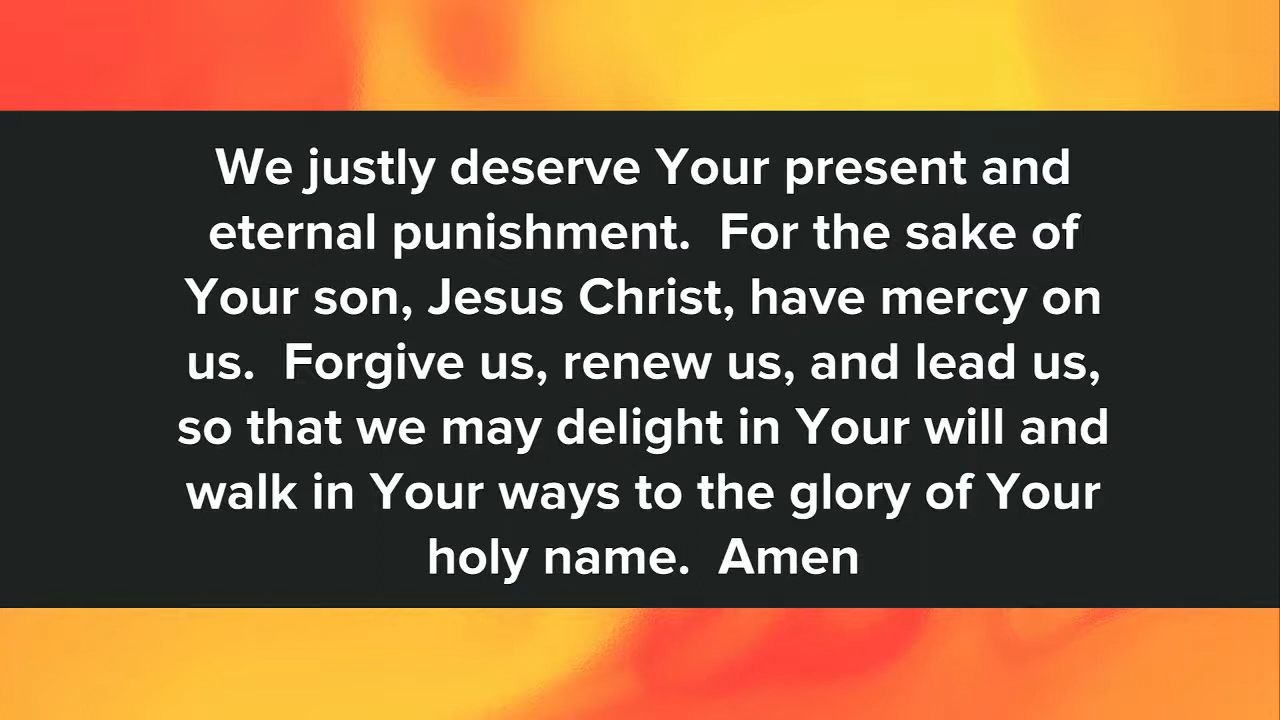 We justly deserve Your present and
eternal punishment.  For the sake of
Your son, Jesus Christ, have mercy on
us.  Forgive us, renew us, and lead us,
so that we may delight in Your will and
walk in Your ways to the glory of Your
holy name.  Amen